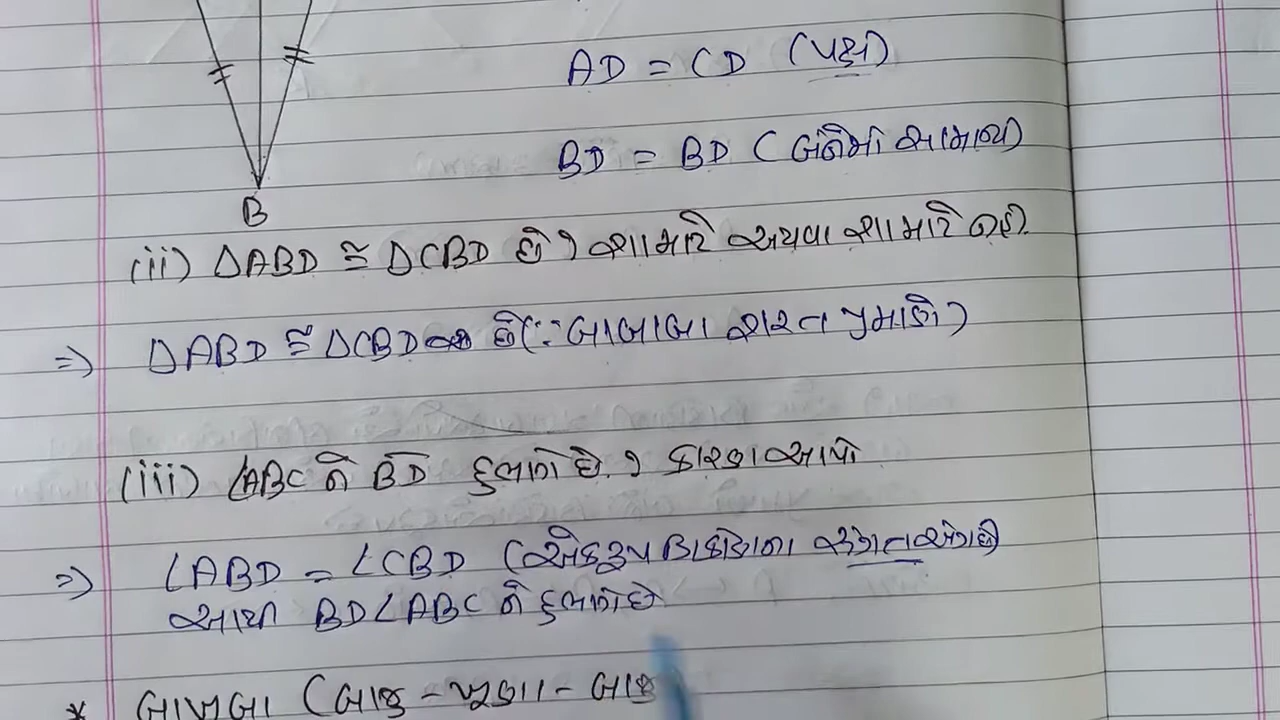 AD = CD (પક્ષ)
BD = BD (બંનેમાં સામાન્ય)
B
(ii) ΔABD ≅ ΔCBD છે? શા માટે અથવા શા માટે નહી.
=> ΔABD ≅ ΔCBD છે (∵ બાબાબા શરત પ્રમાણે)
(iii) ∠ABC ને BD દુભાગે છે? કારણ આપો.
=> ∠ABD = ∠CBD (એકરૂપ ત્રિકોણના સંગત અંગો)
આથી BD ∠ABC ને દુભાગે છે
* બાખૂબા (બાજુ - ખૂણા - બાજુ